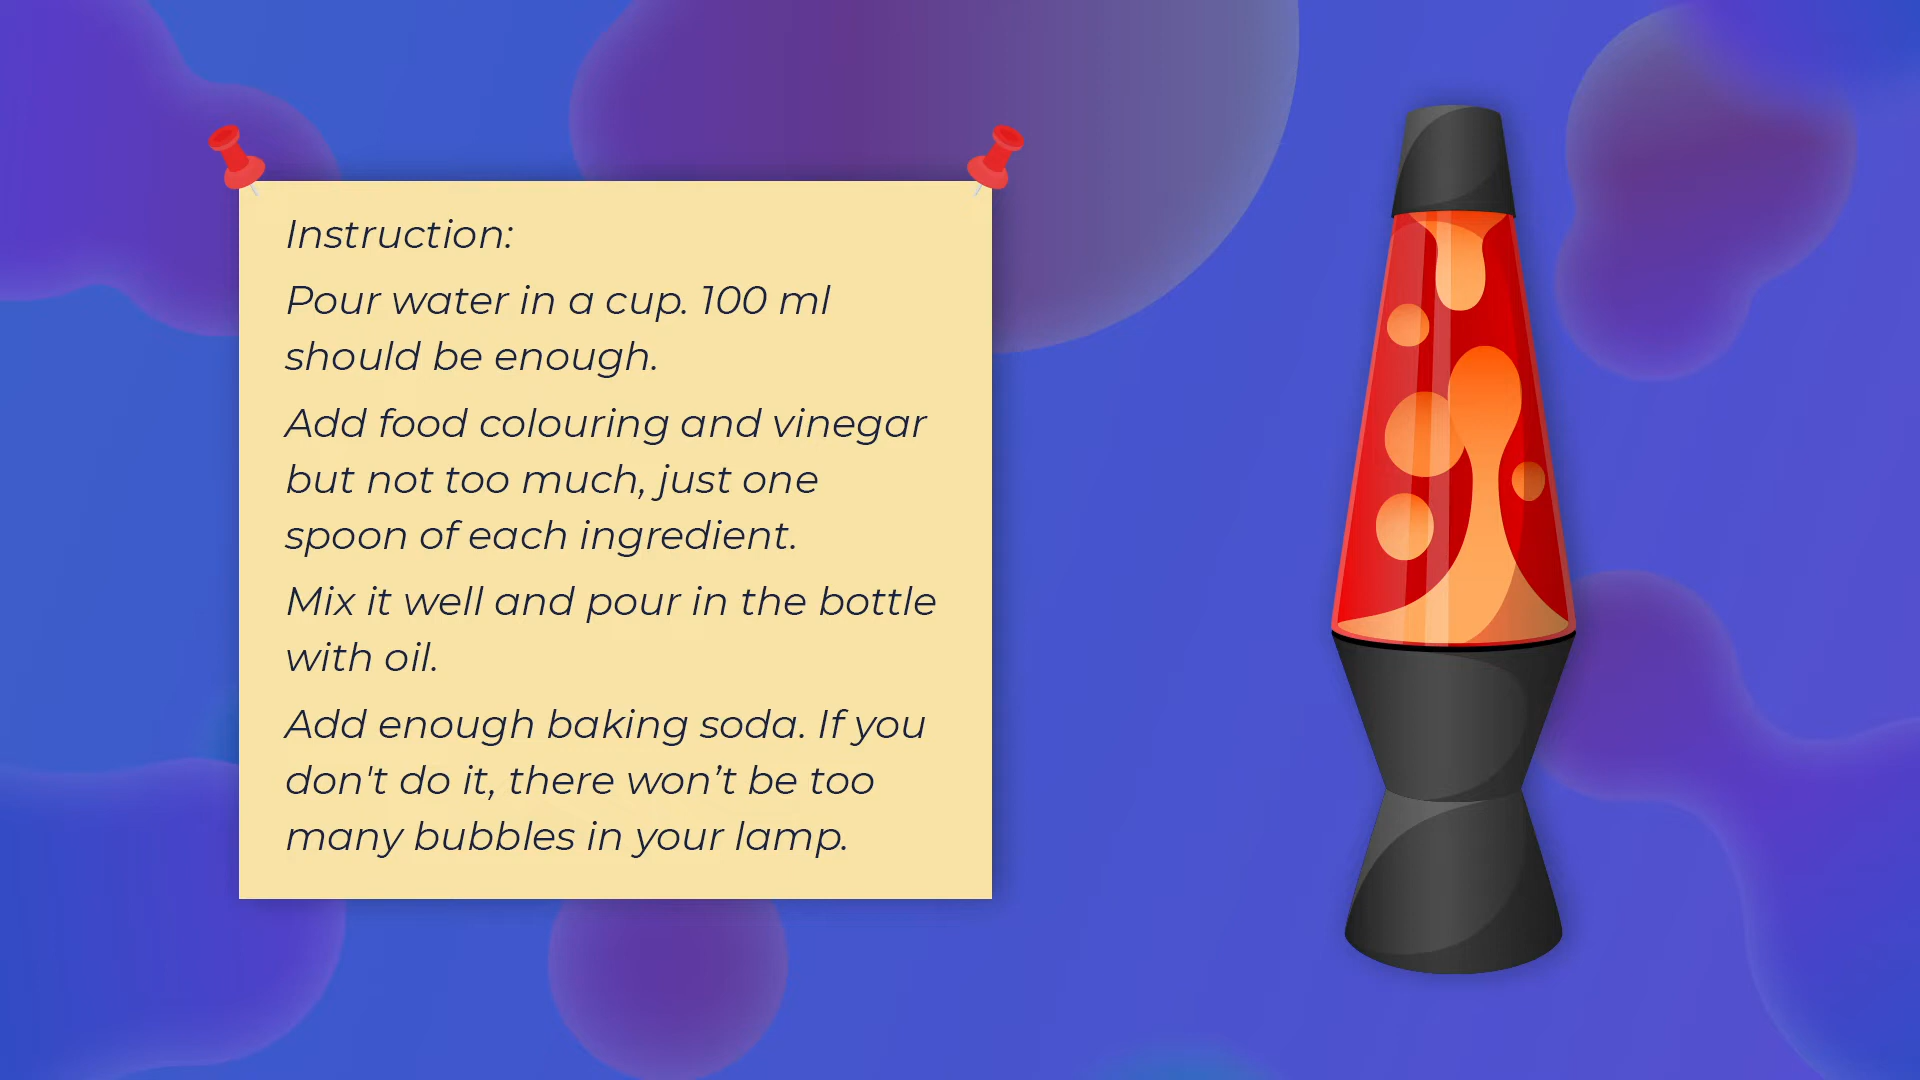 Instruction:
Pour water in a cup. 100 ml
should be enough.
Add food colouring and vinegar
but not too much, just one
spoon of each ingredient.
Mix it well and pour in the bottle
with oil.
Add enough baking soda. If you
don't do it, there won’t be too
many bubbles in your lamp.